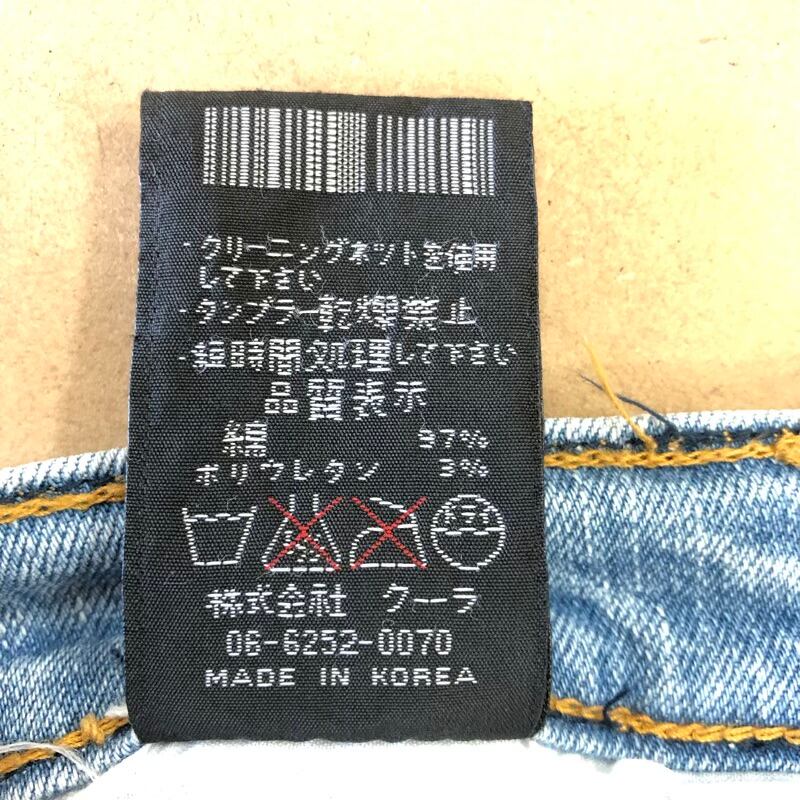 ・クリーニングネットを使用
して下さい
・タンブラー乾燥禁止
・短時間処理して下さい
品質表示
綿 97%
ポリウレタン 3%
株式会社 クーラ
06-6252-0070
MADE IN KOREA